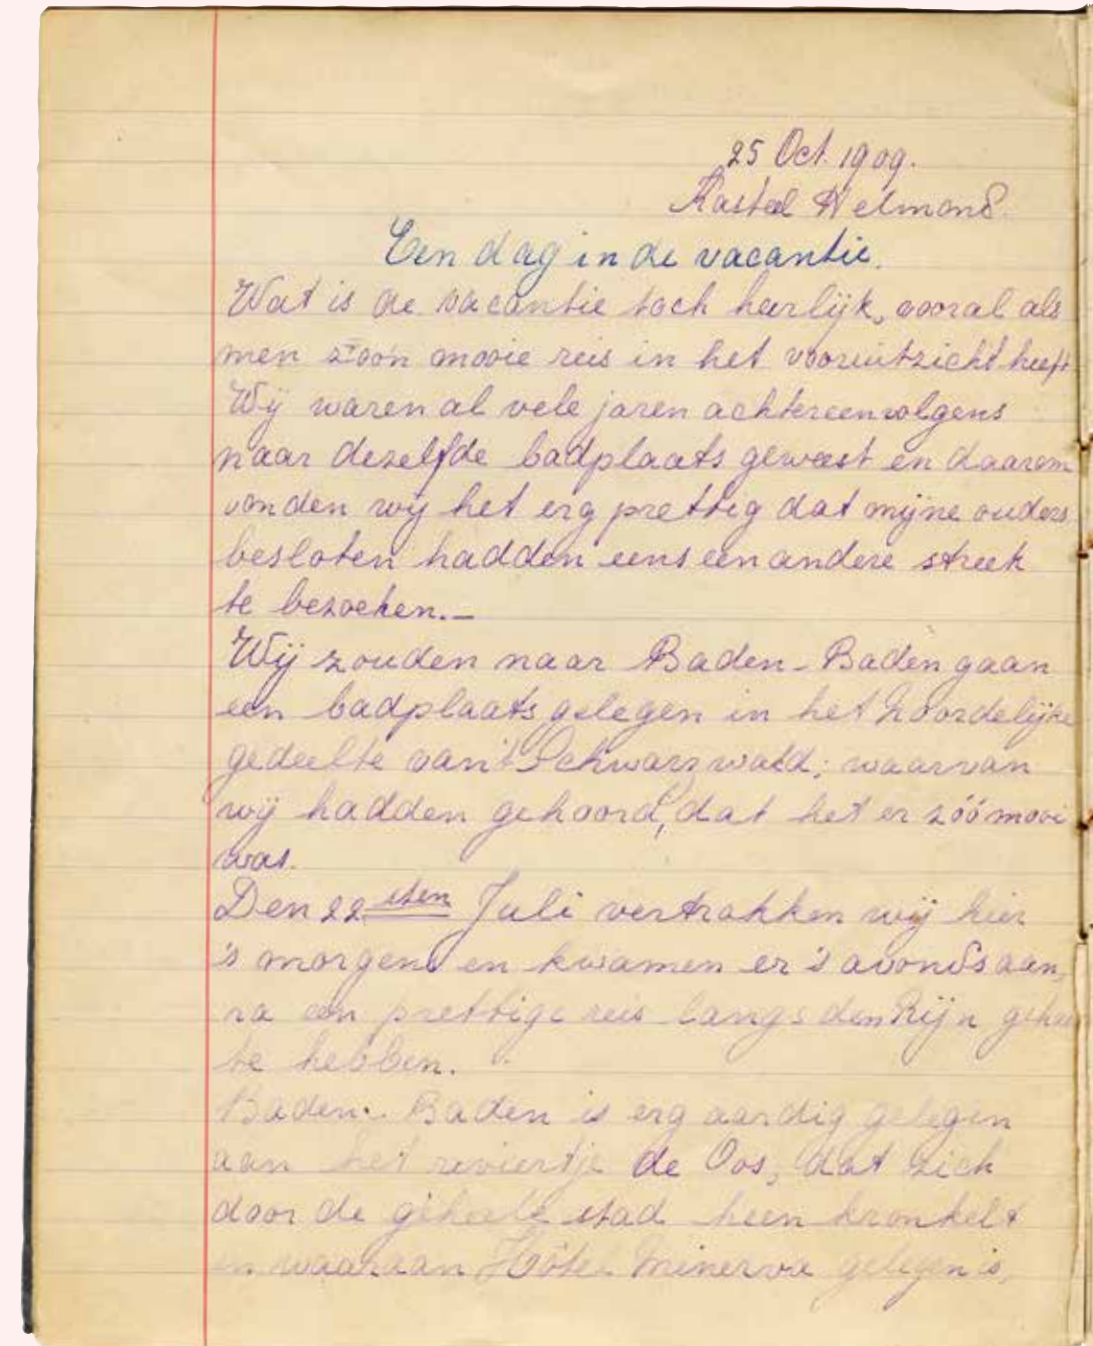 25 Oct. 1909.
Kasteel Helmond.
Een dag in de vacantie.
Wat is de vacantie toch heerlijk, vooral als
men zoo'n mooie reis in het vooruitzicht heeft
Wij waren al vele jaren achtereenvolgens
naar dezelfde badplaats geweest en daarom
vonden wij het erg prettig dat mijne ouders
besloten hadden eens een andere streek
te bezoeken.—
Wij zouden naar Baden-Baden gaan
een badplaats gelegen in het Noordelijke
gedeelte van 't Schwarzwald; waarvan
wij hadden gehoord, dat het er zóó mooi
was.
Den 22sten Juli vertrokken wij hier
's morgens en kwamen er 's avonds aan,
na een prettige reis langs den Rijn
te hebben.
Baden-Baden is erg aardig gelegen
aan het riviertje de Oos, dat zich
door de geheele stad heen kronkelt
en waaraan Hôtel Minerva gelegen is,